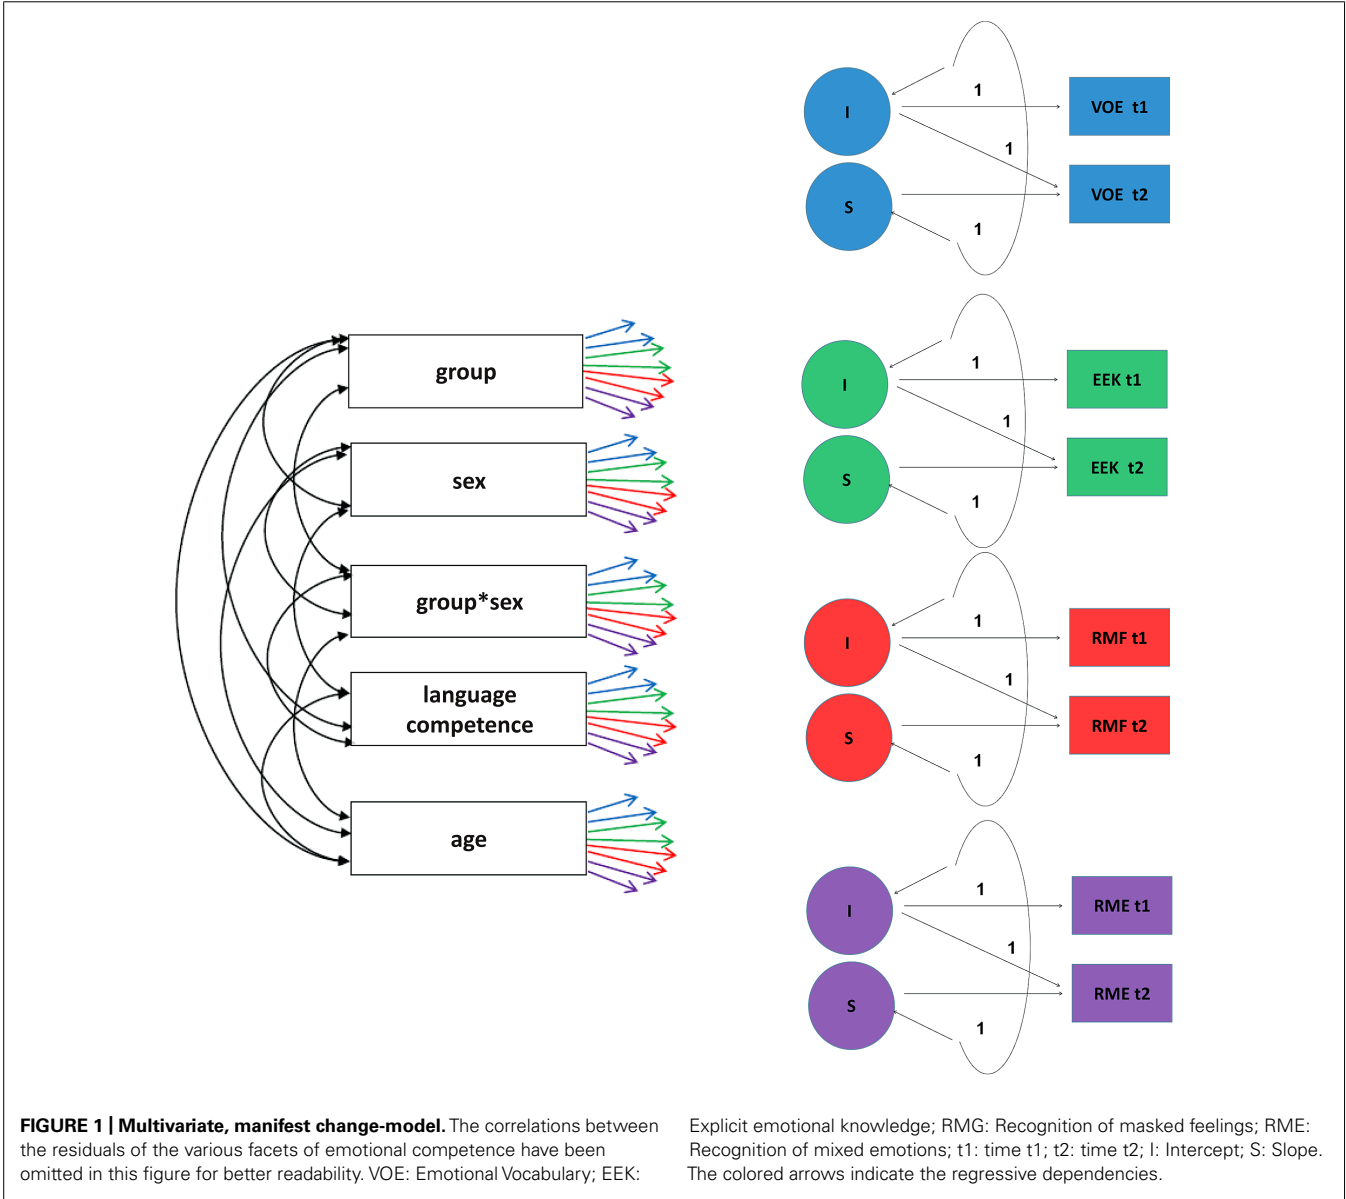 1
I
VOE t1
1
S
VOE t2
1
group
1
I
EEK t1
1
sex
S
EEK t2
1
group*sex
1
I
RMF t1
1
language
competence
S
RMF t2
1
age
1
I
RME t1
1
S
RME t2
1
FIGURE 1 | Multivariate, manifest change-model. The correlations between
the residuals of the various facets of emotional competence have been
omitted in this figure for better readability. VOE: Emotional Vocabulary; EEK:
Explicit emotional knowledge; RMG: Recognition of masked feelings; RME:
Recognition of mixed emotions; t1: time t1; t2: time t2; I: Intercept; S: Slope.
The colored arrows indicate the regressive dependencies.